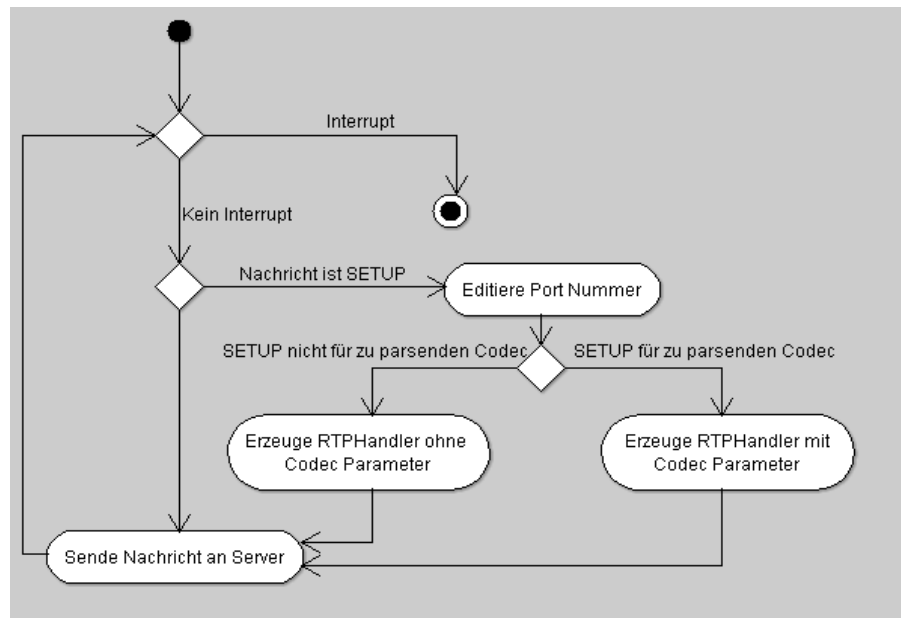 Interrupt
Kein Interrupt
Nachricht ist SETUP
Editiere Port Nummer
SETUP nicht für zu parsenden Codec
SETUP für zu parsenden Codec
Erzeuge RTPHandler ohne
Codec Parameter
Erzeuge RTPHandler mit
Codec Parameter
Sende Nachricht an Server